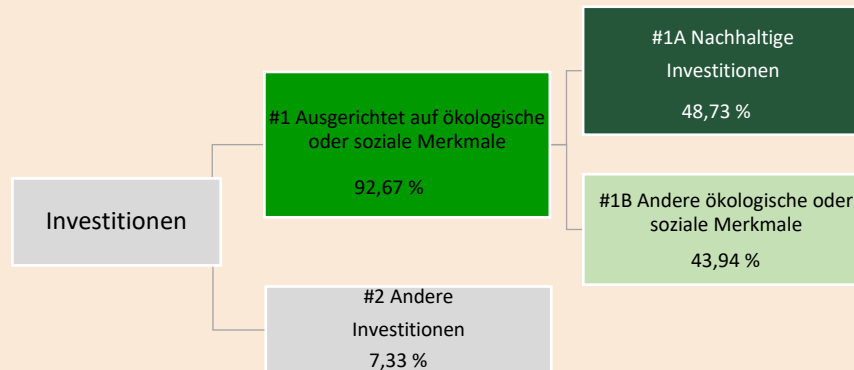 Investitionen
#1 Ausgerichtet auf ökologische
oder soziale Merkmale
92,67 %
#2 Andere
Investitionen
7,33 %
#1A Nachhaltige
Investitionen
48,73 %
#1B Andere ökologische oder
soziale Merkmale
43,94 %